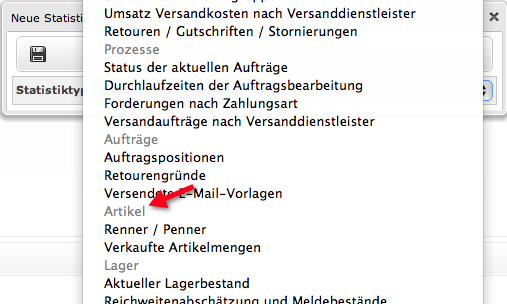 Neue Statisti
Umsatz Versandkosten nach Versanddienstleister
Retouren / Gutschriften / Stornierungen
Prozesse
Status der aktuellen Aufträge
Statistiktyp
Durchlaufzeiten der Auftragsbearbeitung
Forderungen nach Zahlungsart
Versandaufträge nach Versanddienstleister
Aufträge
Auftragspositionen
Retourengründe
Versendete E-Mail-Vorlagen
Artikel
Renner / Penner
Verkaufte Artikelmengen
Lager
Aktueller Lagerbestand
Reichweitenabschätzung und Meldebestände